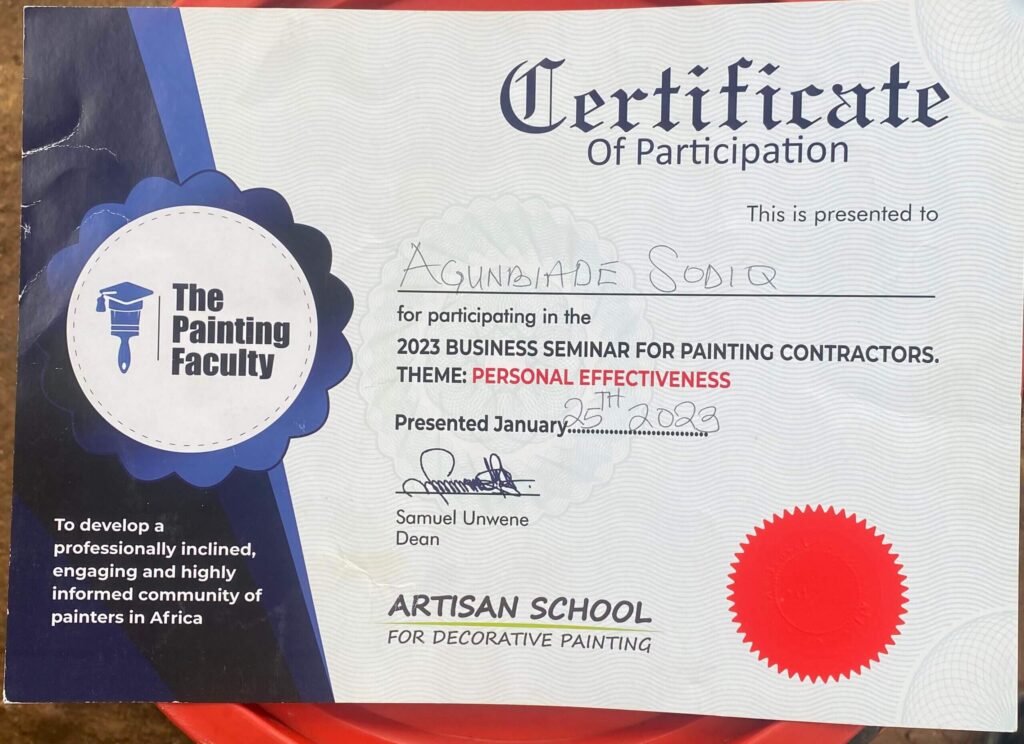 Certificate
Of Participation
This is presented to
AGUNBIADE SODIQ
for participating in the
2023 BUSINESS SEMINAR FOR PAINTING CONTRACTORS.
THEME: PERSONAL EFFECTIVENESS
Presented January 25TH 2023
Samuel Unwene
Dean
ARTISAN SCHOOL
FOR DECORATIVE PAINTING
The
Painting
Faculty
To develop a
professionally inclined,
engaging and highly
informed community of
painters in Africa